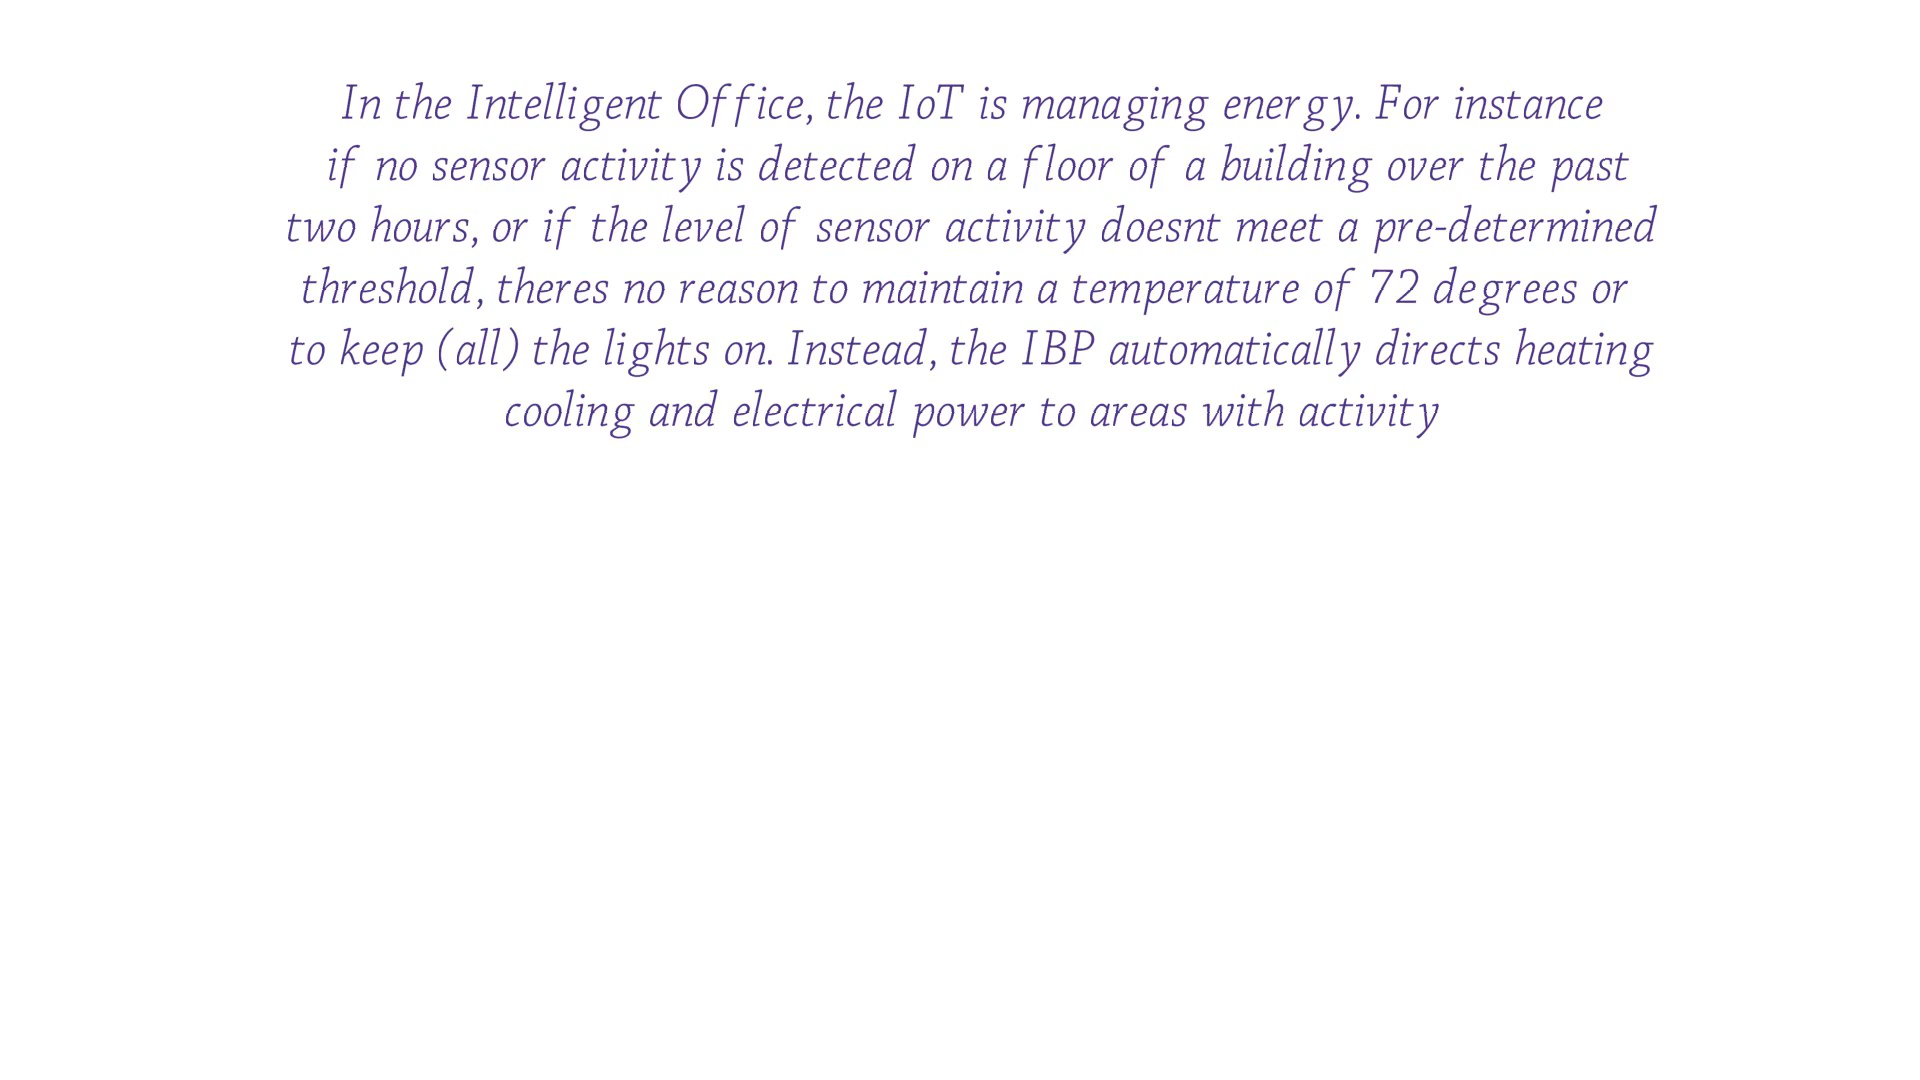 In the Intelligent Office, the IoT is managing energy. For instance
if no sensor activity is detected on a floor of a building over the past
two hours, or if the level of sensor activity doesnt meet a pre-determined
threshold, theres no reason to maintain a temperature of 72 degrees or
to keep (all) the lights on. Instead, the IBP automatically directs heating
cooling and electrical power to areas with activity